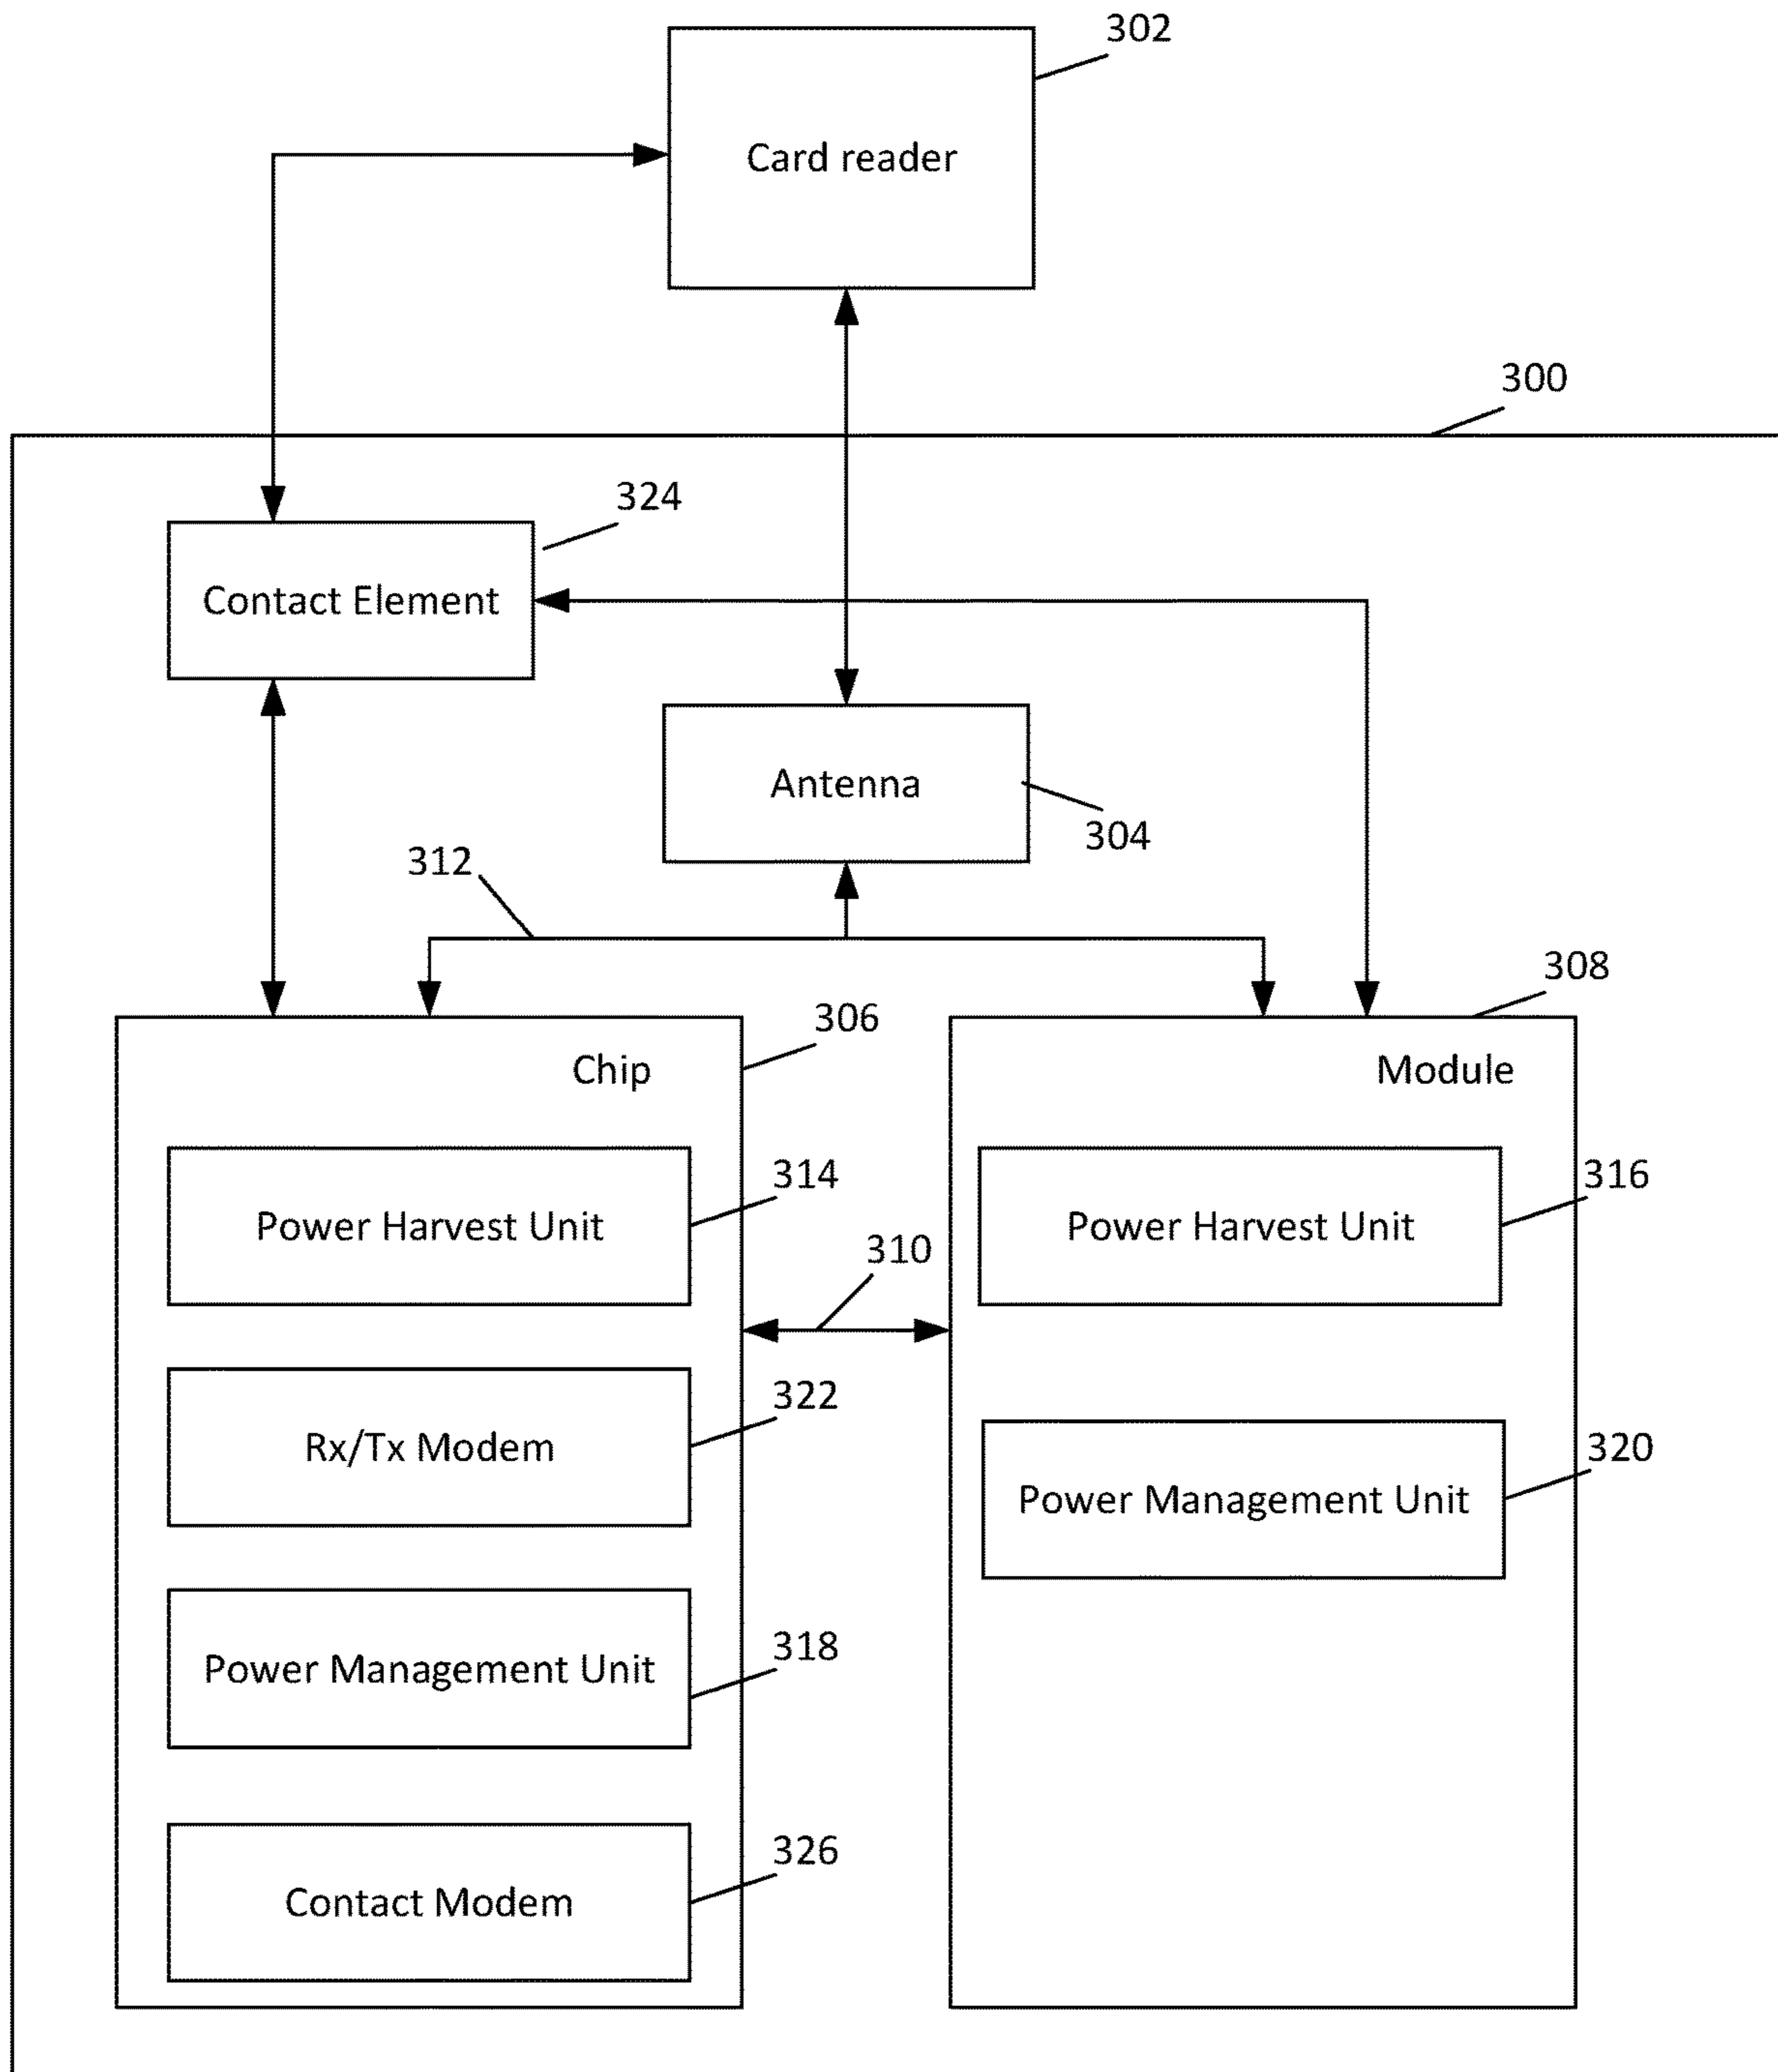 302
Card reader
300
324
Contact Element
Antenna
304
312
308
306
Chip
Module
314
316
Power Harvest Unit
Power Harvest Unit
310
322
320
Rx/Tx Modem
Power Management Unit
318
Power Management Unit
326
Contact Modem